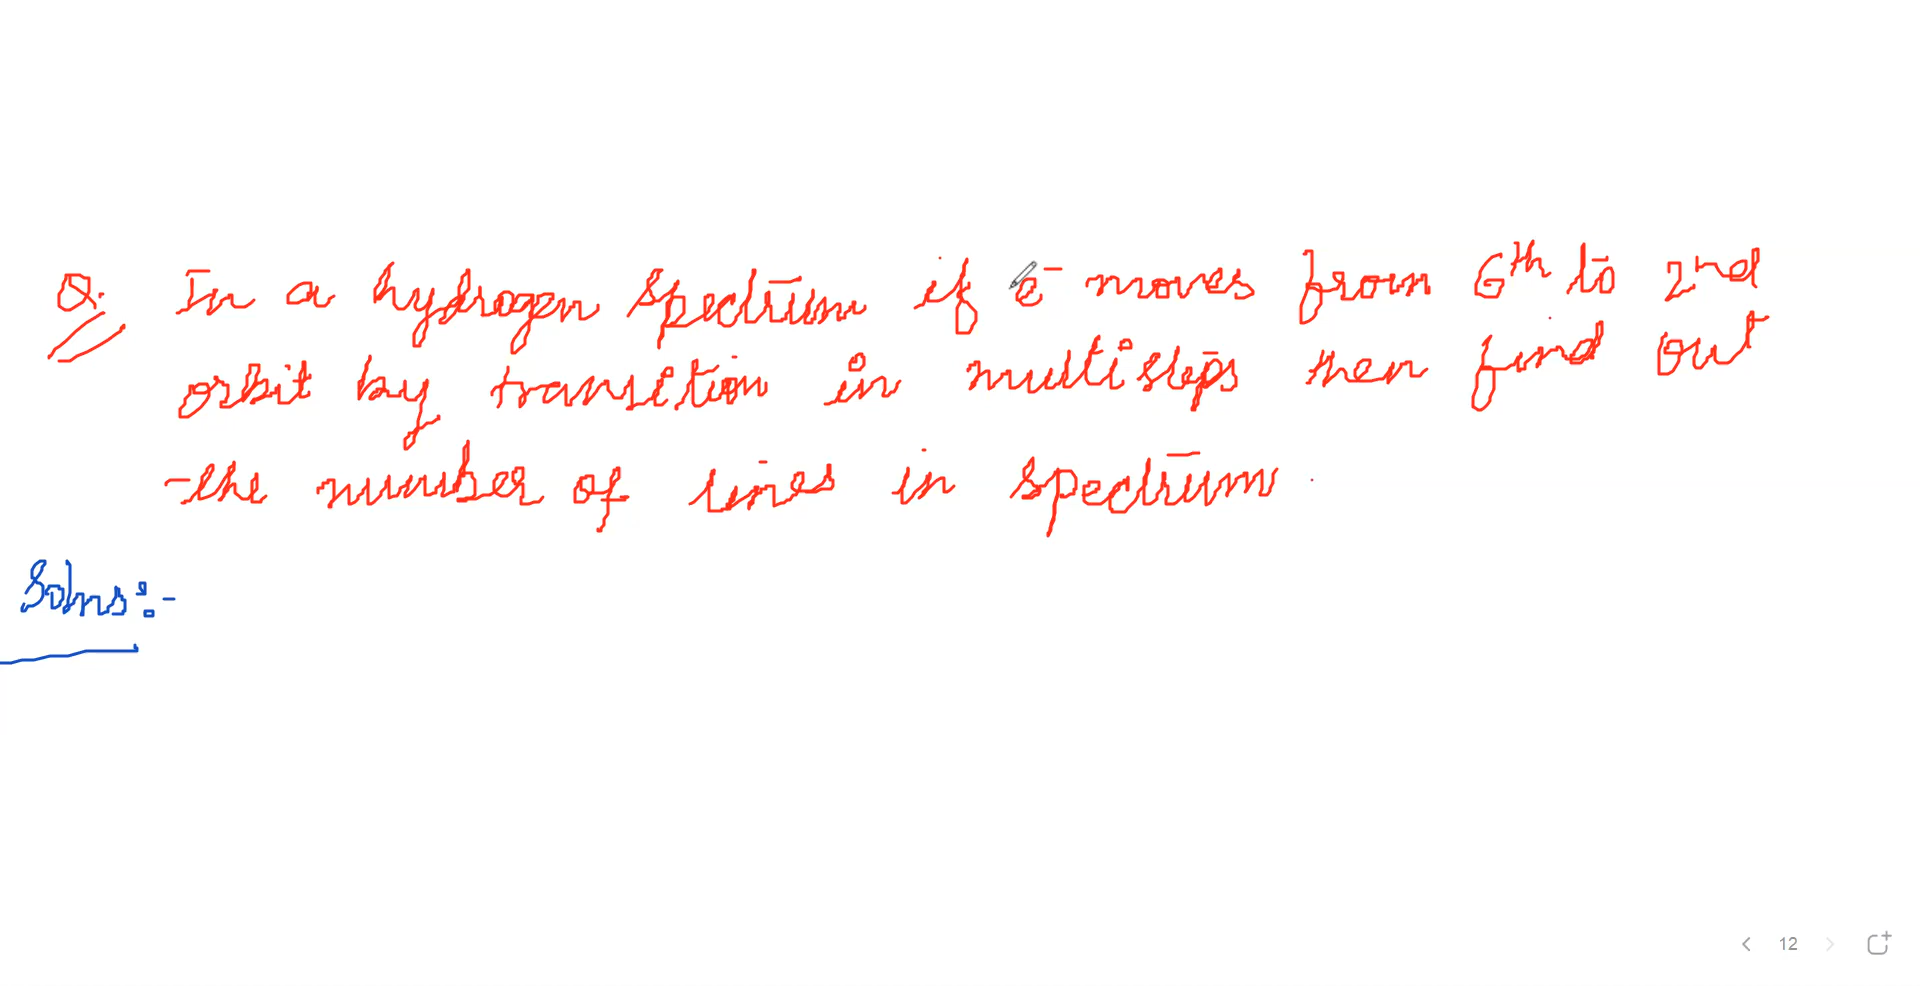 Q. In a hydrogen spectrum if e⁻ moves from 6th to 2nd
orbit by transition in multisteps then find out
the number of lines in spectrum.
Solns:-
12